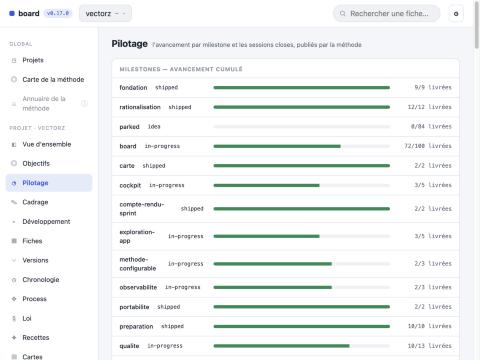 board v0.17.0 vectorz
Rechercher une fiche…
GLOBAL
Projets
Carte de la méthode
Annuaire de la
méthode
PROJET · VECTORZ
Vue d'ensemble
Objectifs
Pilotage
Cadrage
Développement
Fiches
Versions
Chronologie
Process
Loi
Recettes
Cartes
Pilotage l'avancement par milestone et les sessions closes, publiés par la méthode
MILESTONES — AVANCEMENT CUMULÉ
fondation shipped 9/9 livrées
rationalisation shipped 12/12 livrées
parked idea 0/84 livrées
board in-progress 72/100 livrées
carte shipped 2/2 livrées
cockpit in-progress 3/5 livrées
compte-rendu-
sprint shipped 2/2 livrées
exploration-
app in-progress 3/5 livrées
methode-
configurable in-progress 2/3 livrées
observabilite in-progress 2/3 livrées
portabilite shipped 2/2 livrées
preparation shipped 10/10 livrées
qualite in-progress 10/13 livrées